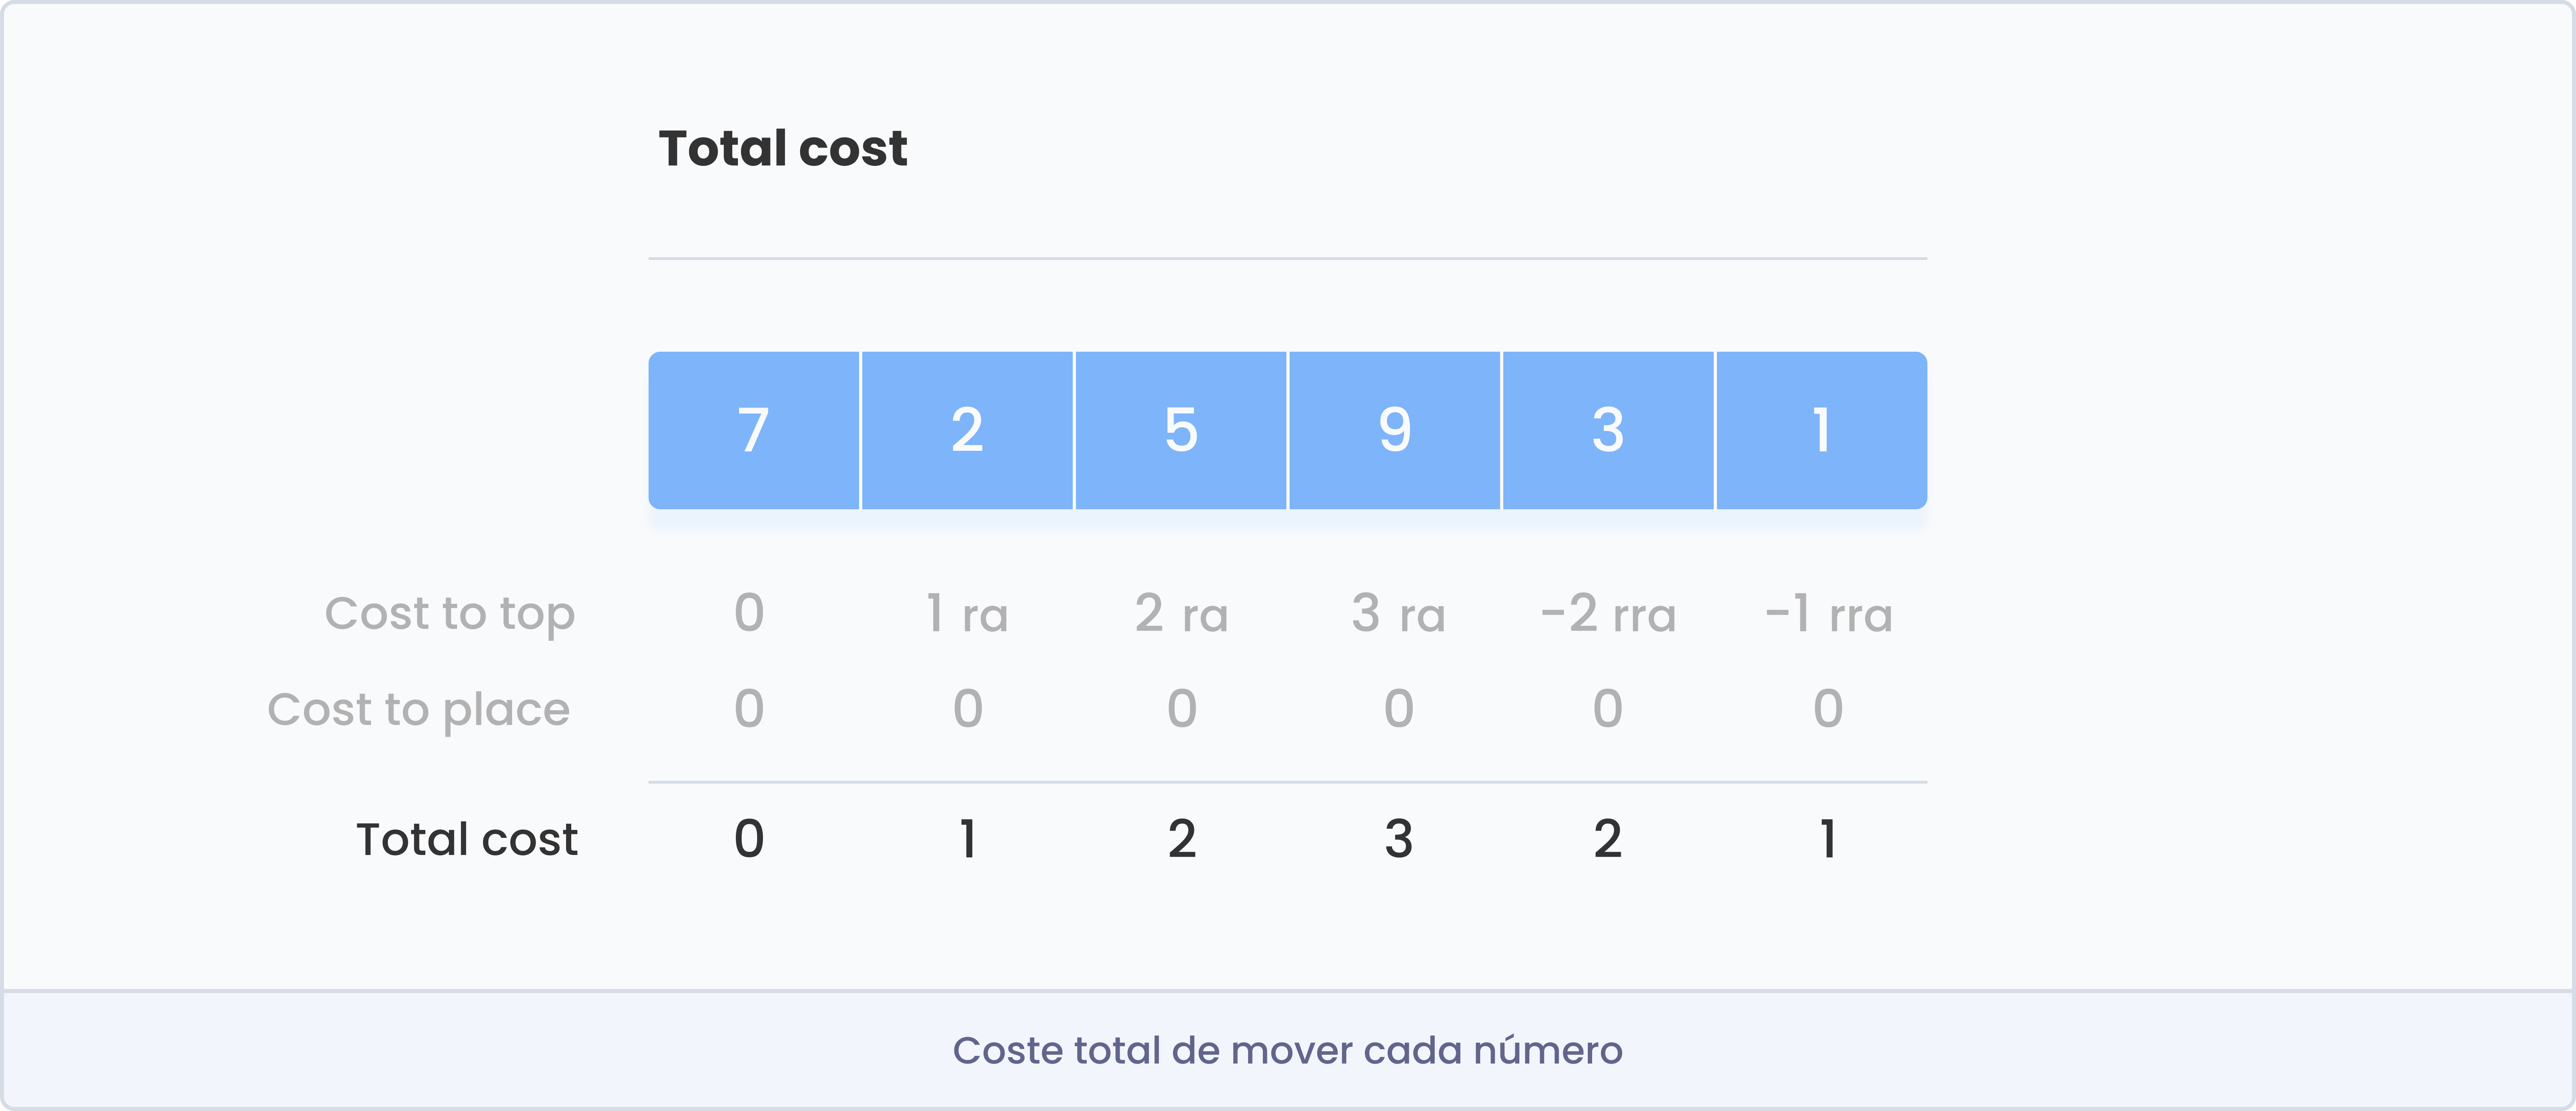 Total cost
7 2 5 9 3 1
Cost to top 0 1 ra 2 ra 3 ra -2 rra -1 rra
Cost to place 0 0 0 0 0 0
Total cost 0 1 2 3 2 1
Coste total de mover cada número